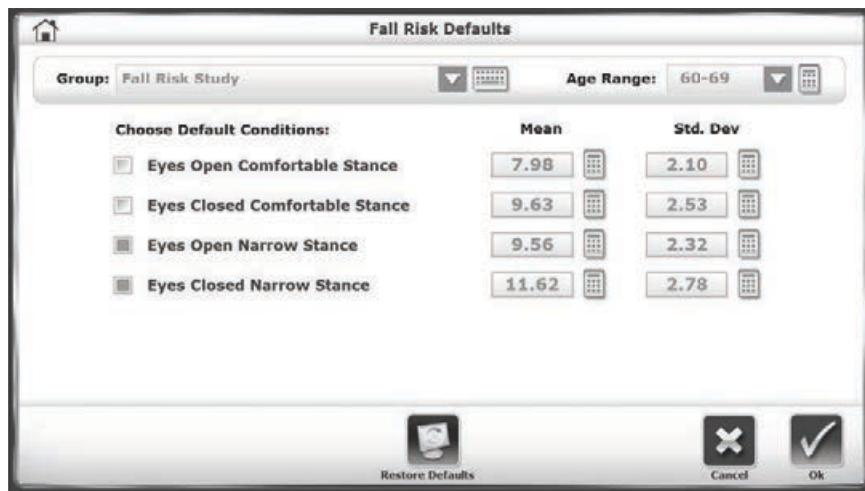 Fall Risk Defaults
Group: Fall Risk Study Age Range: 60-69
Choose Default Conditions: Mean Std. Dev
Eyes Open Comfortable Stance 7.98 2.10
Eyes Closed Comfortable Stance 9.63 2.53
Eyes Open Narrow Stance 9.56 2.32
Eyes Closed Narrow Stance 11.62 2.78
Restore Defaults Cancel Ok